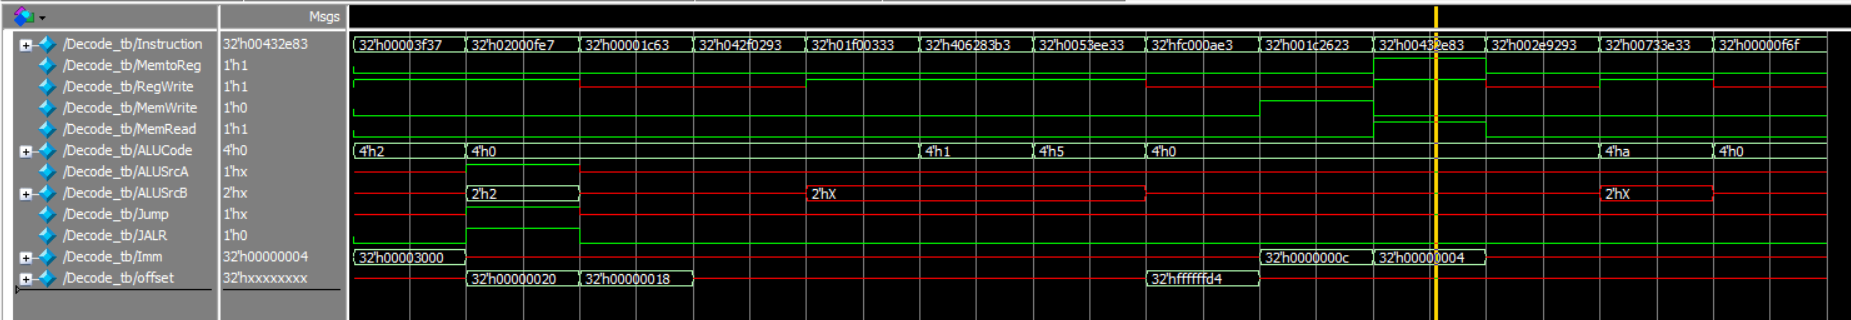 Msgs
/Decode_tb/Instruction 32'h00432e83 32'h00003f37 32'h02000fe7 32'h00001c63 32'h042f0293 32'h01f00333 32'h406283b3 32'h0053ee33 32'hfc000ae3 32'h001c2623 32'h00432e83 32'h002e9293 32'h00733e33 32'h00000f6f
/Decode_tb/MemtoReg 1'h1
/Decode_tb/RegWrite 1'h1
/Decode_tb/MemWrite 1'h0
/Decode_tb/MemRead 1'h1
/Decode_tb/ALUCode 4'h0 4'h2 4'h0 4'h1 4'h5 4'h0 4'ha 4'h0
/Decode_tb/ALUSrcA 1'hx
/Decode_tb/ALUSrcB 2'hx 2'h2 2'hX 2'hX
/Decode_tb/Jump 1'hx
/Decode_tb/JALR 1'h0
/Decode_tb/Imm 32'h00000004 32'h00003000 32'h0000000c 32'h00000004
/Decode_tb/offset 32'hxxxxxxxx 32'h00000020 32'h00000018 32'hffffffd4